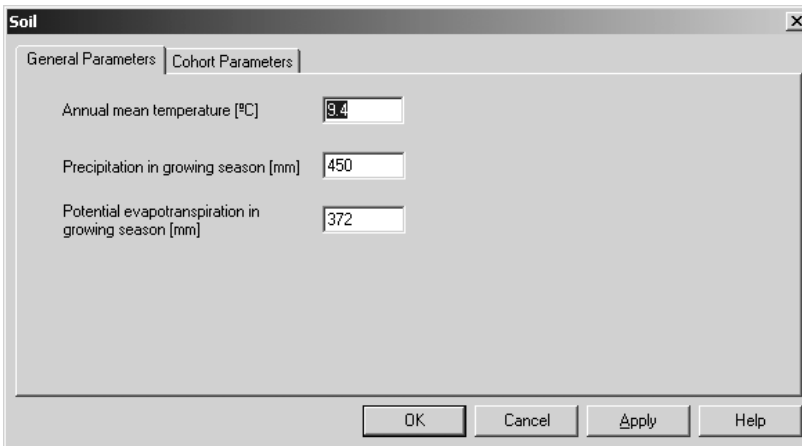 Soil
General Parameters
Cohort Parameters
Annual mean temperature [ºC]
9.4
Precipitation in growing season [mm]
450
Potential evapotranspiration in
growing season [mm]
372
OK
Cancel
Apply
Help